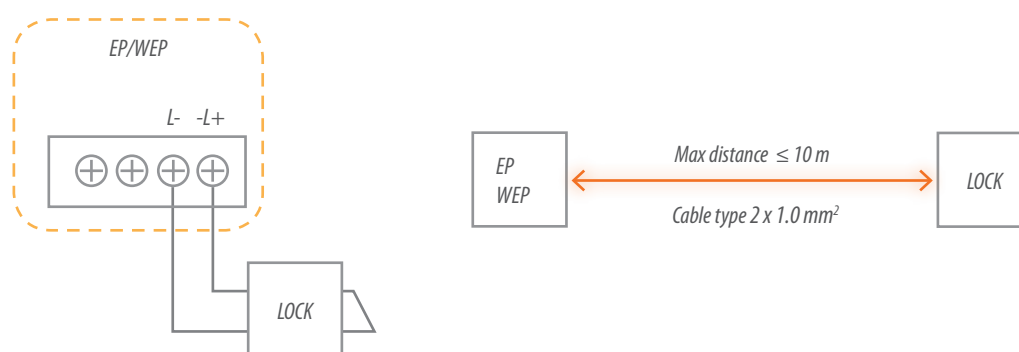 EP/WEP
L- -L+
LOCK
EP
WEP
Max distance ≤ 10 m
Cable type 2 x 1.0 mm²
LOCK